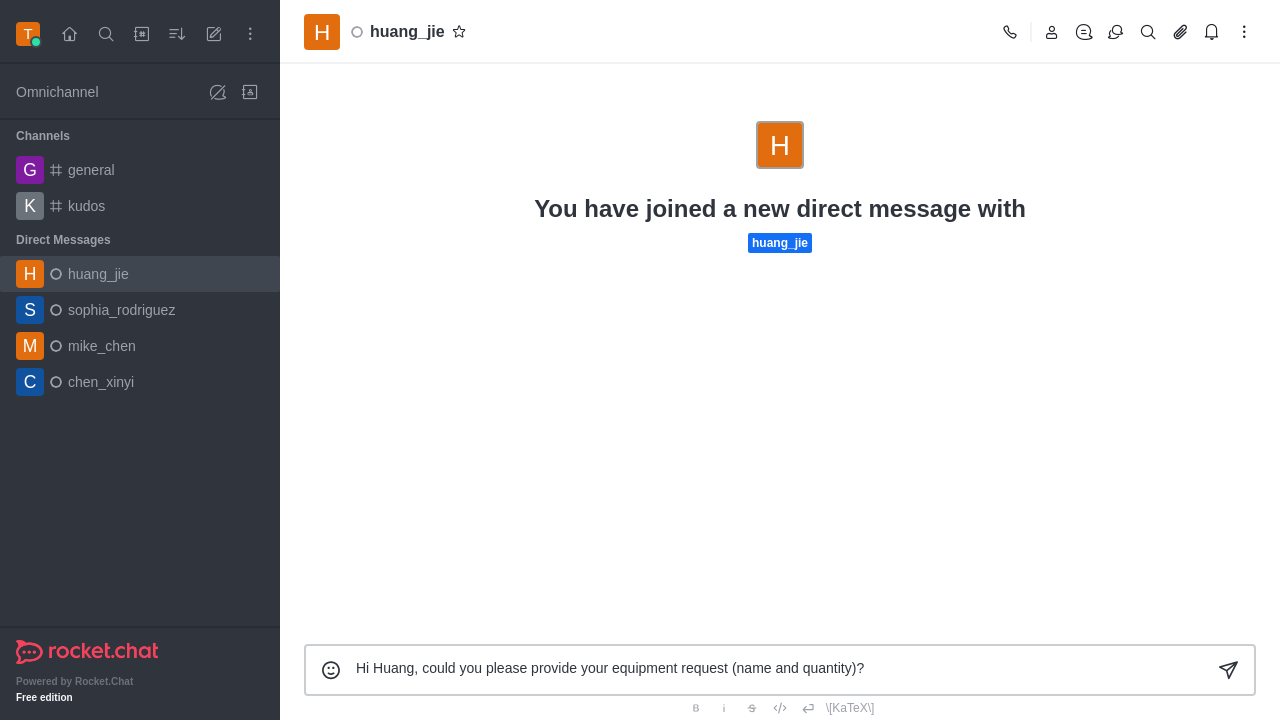 T
Omnichannel
Channels
G general
K kudos
Direct Messages
H huang_jie
S sophia_rodriguez
M mike_chen
C chen_xinyi
rocket.chat
Powered by Rocket.Chat
Free edition
H huang_jie
H
You have joined a new direct message with
huang_jie
Hi Huang, could you please provide your equipment request (name and quantity)?
B i S \[KaTeX\]